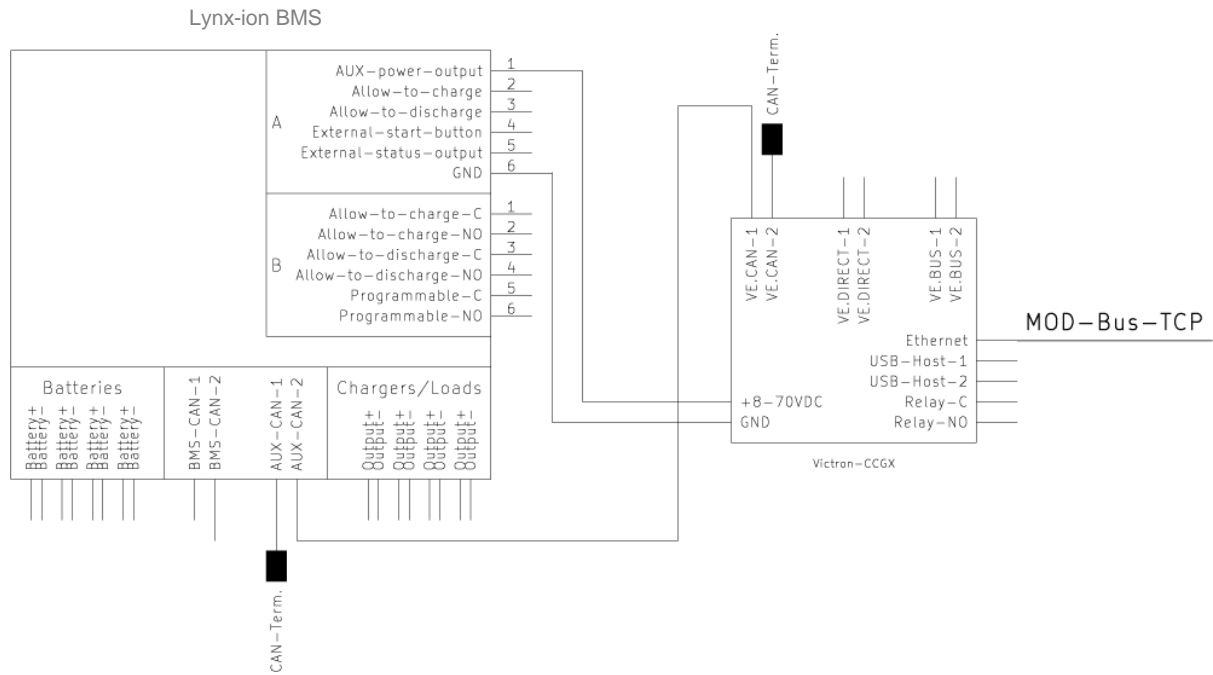 Lynx-ion BMS
A
AUX-power-output 1
Allow-to-charge 2
Allow-to-discharge 3
External-start-button 4
External-status-output 5
GND 6
B
Allow-to-charge-C 1
Allow-to-charge-NO 2
Allow-to-discharge-C 3
Allow-to-discharge-NO 4
Programmable-C 5
Programmable-NO 6
Batteries
Battery+
Battery-
Battery+
Battery-
Battery+
Battery-
Battery+
Battery-
BMS-CAN-1
BMS-CAN-2
AUX-CAN-1
AUX-CAN-2
Chargers/Loads
Output+
Output-
Output+
Output-
Output+
Output-
Output+
Output-
CAN-Term.
CAN-Term.
VE.CAN-1
VE.CAN-2
VE.DIRECT-1
VE.DIRECT-2
VE.BUS-1
VE.BUS-2
Ethernet
USB-Host-1
USB-Host-2
Relay-C
Relay-NO
+8-70VDC
GND
Victron-CCGX
MOD-Bus-TCP